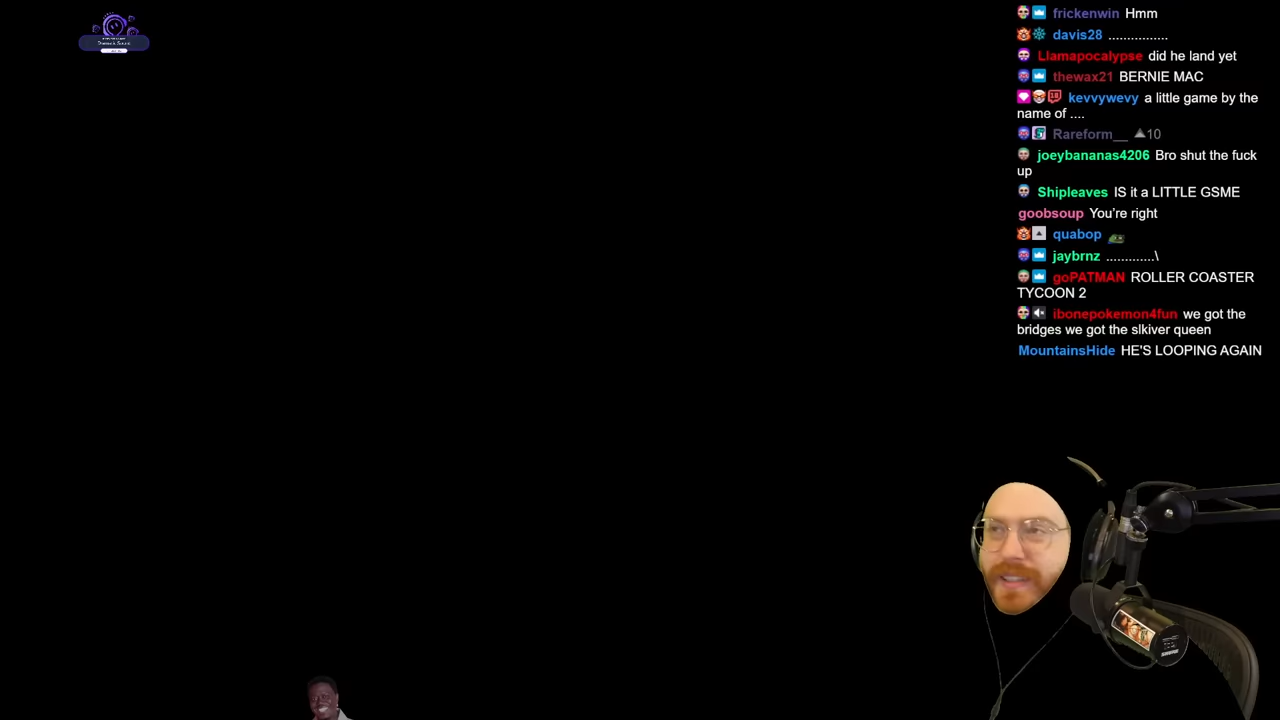 frickenwin Hmm
davis28 ................
Llamapocalypse did he land yet
thewax21 BERNIE MAC
kevvywevy a little game by the
name of ....
Rareform__ 10
joeybananas4206 Bro shut the fuck
up
Shipleaves IS it a LITTLE GSME
goobsoup You're right
quabop
jaybrnz .............\
goPATMAN ROLLER COASTER
TYCOON 2
ibonepokemon4fun we got the
bridges we got the slkiver queen
MountainsHide HE'S LOOPING AGAIN